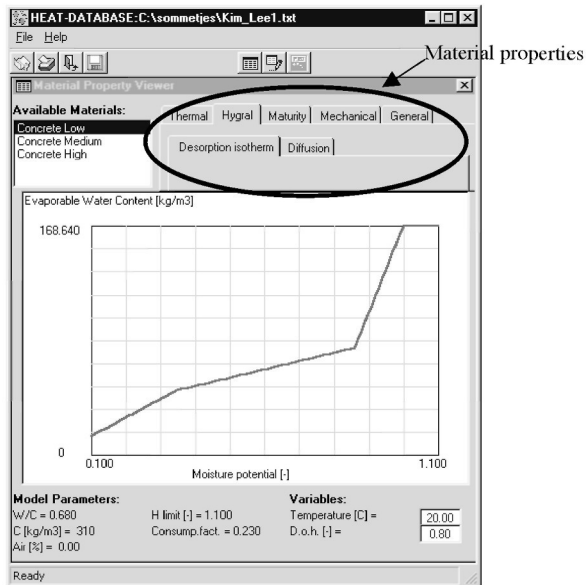 HEAT-DATABASE:C:\sommetjes\Kim_Lee1.txt
File Help
Material properties
Material Property Viewer
Available Materials:
Concrete Low
Concrete Medium
Concrete High
Thermal Hygral Maturity Mechanical General
Desorption isotherm Diffusion
Evaporable Water Content [kg/m3]
168.640
0
0.100 1.100
Moisture potential [-]
Model Parameters: Variables:
W/C = 0.680 H limit [-] = 1.100 Temperature [C] = 20.00
C [kg/m3] = 310 Consump.fact. = 0.230 D.o.h. [-] = 0.80
Air [%] = 0.00
Ready